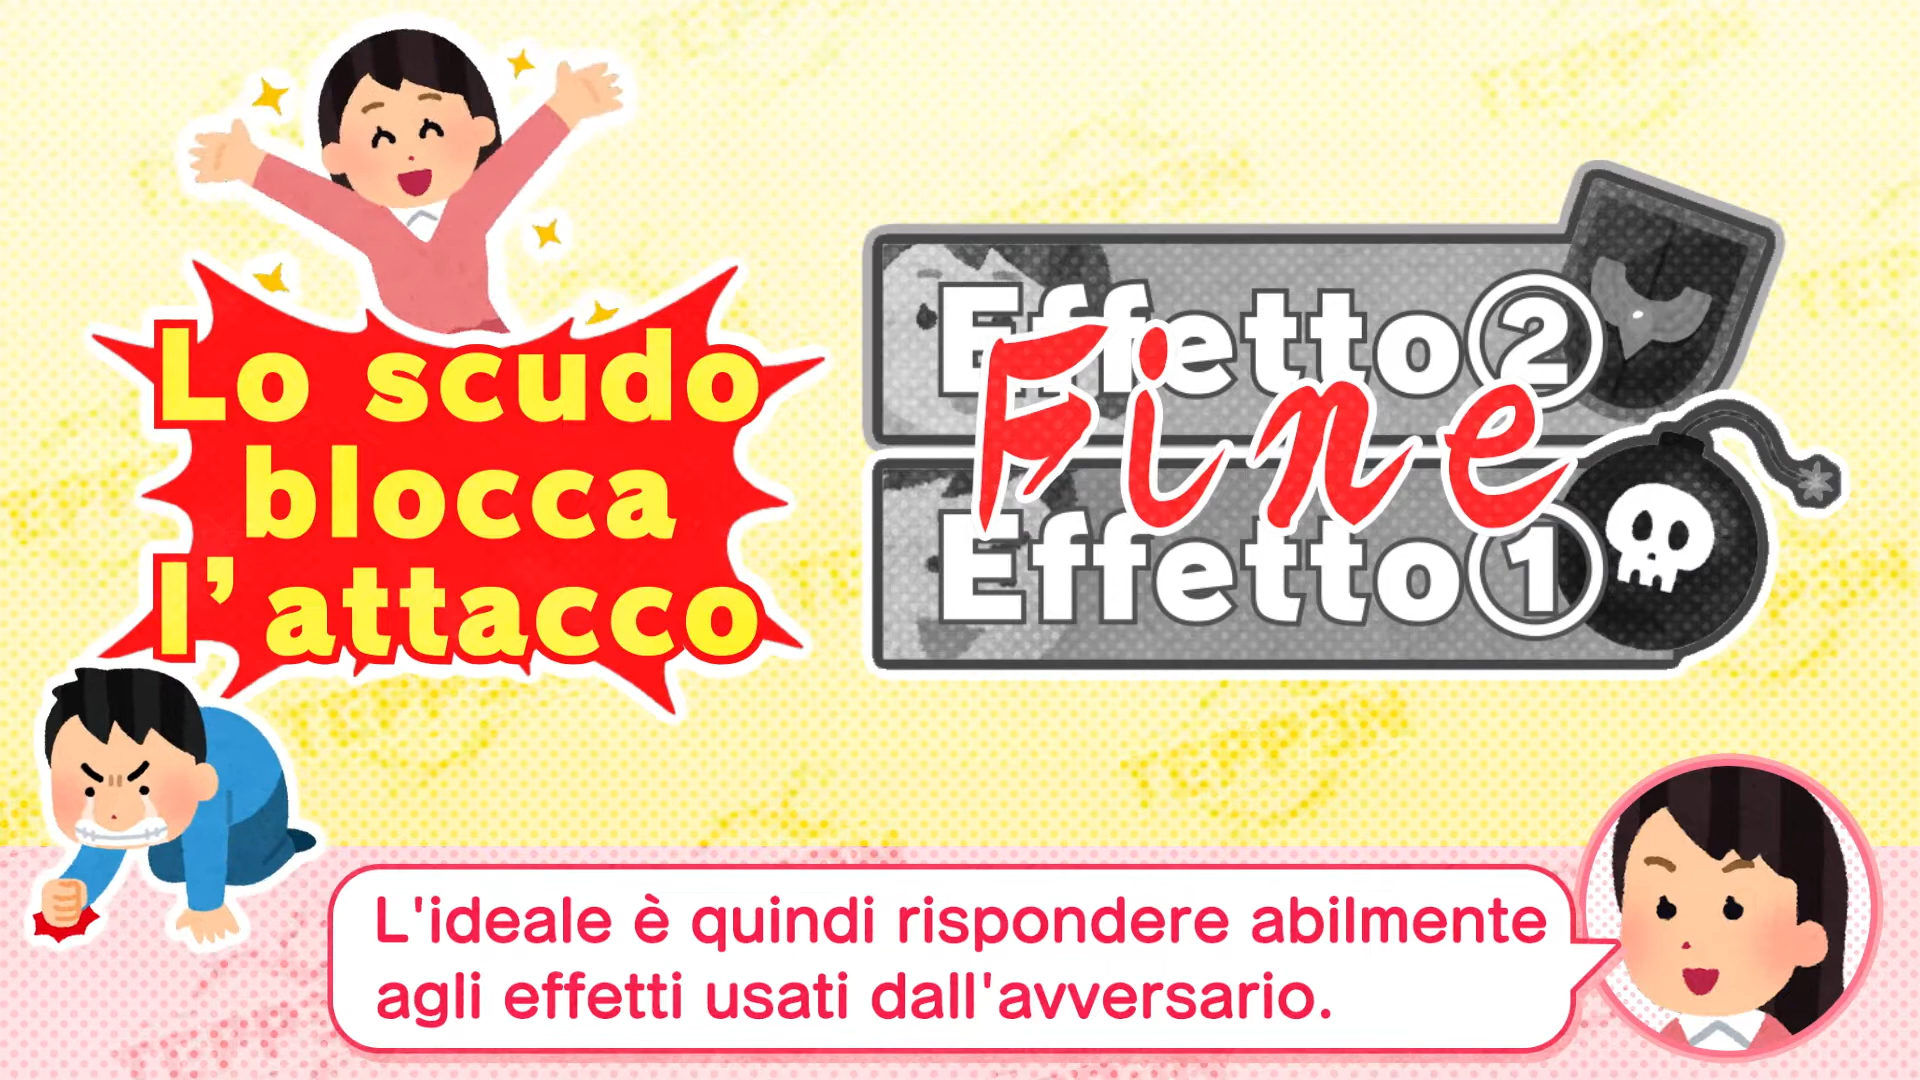 Lo scudo
blocca
l'attacco
Effetto②
Fine
Effetto①
L'ideale è quindi rispondere abilmente
agli effetti usati dall'avversario.